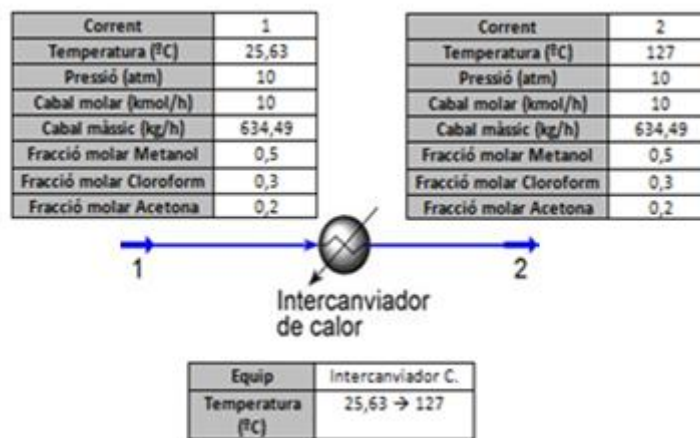 Corrent 1
Temperatura (ºC) 25,63
Pressió (atm) 10
Cabal molar (kmol/h) 10
Cabal màssic (kg/h) 634,49
Fracció molar Metanol 0,5
Fracció molar Cloroform 0,3
Fracció molar Acetona 0,2
Corrent 2
Temperatura (ºC) 127
Pressió (atm) 10
Cabal molar (kmol/h) 10
Cabal màssic (kg/h) 634,49
Fracció molar Metanol 0,5
Fracció molar Cloroform 0,3
Fracció molar Acetona 0,2
1
2
Intercanviador
de calor
Equip Intercanviador C.
Temperatura 25,63 → 127
(ºC)